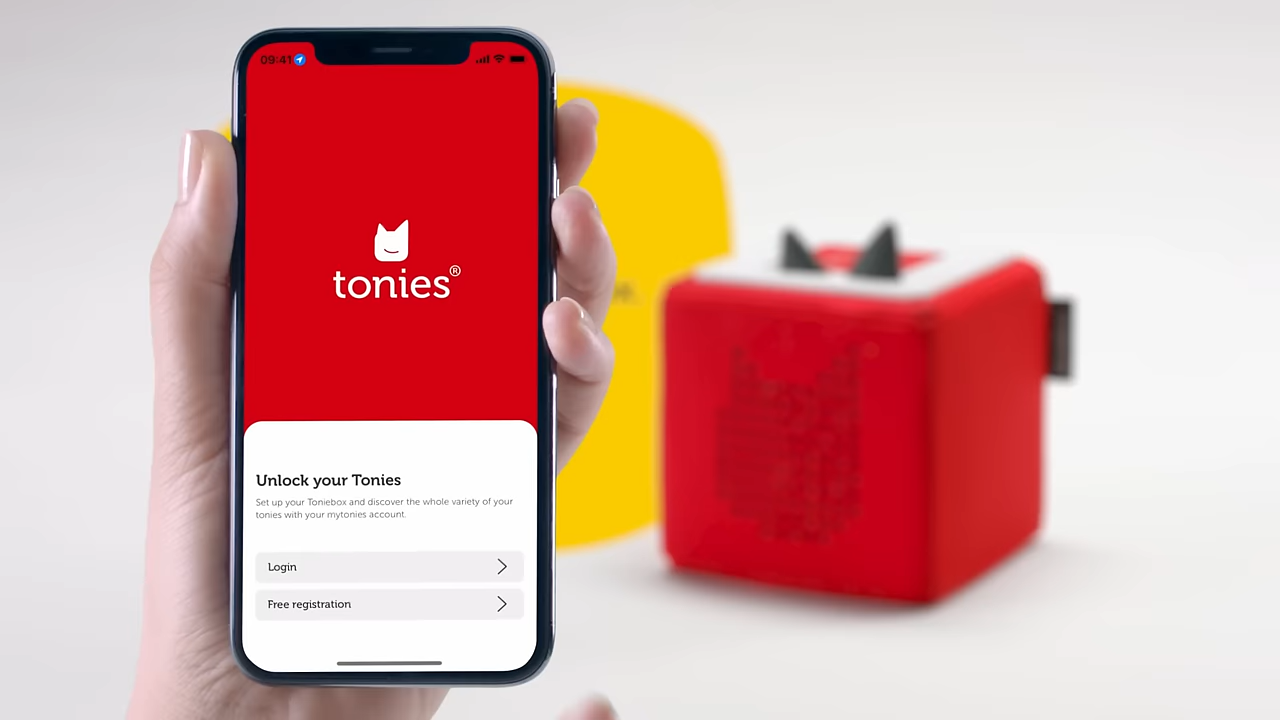 09:41
tonies®
Unlock your Tonies
Set up your Toniebox and discover the whole variety of your
tonies with your mytonies account.
Login
Free registration